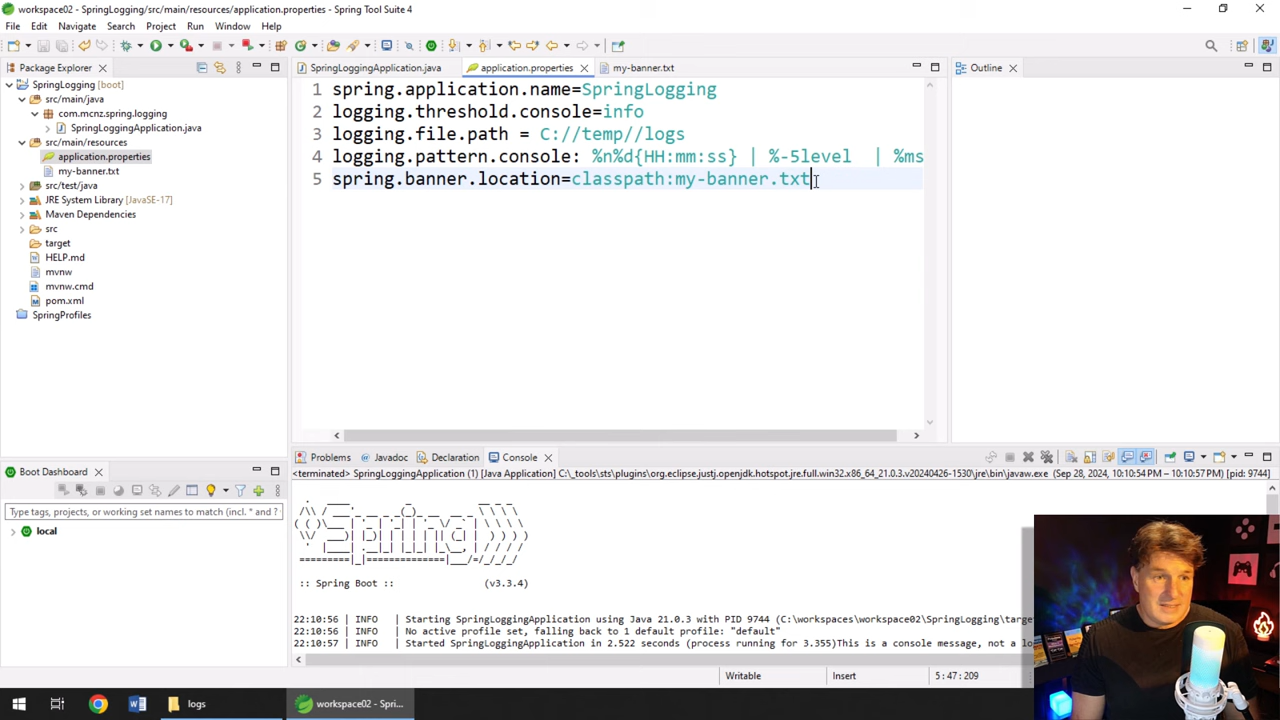 workspace02 - SpringLogging/src/main/resources/application.properties - Spring Tool Suite 4
File Edit Navigate Search Project Run Window Help
Package Explorer
SpringLogging [boot]
src/main/java
com.mcnz.spring.logging
SpringLoggingApplication.java
src/main/resources
application.properties
my-banner.txt
src/test/java
JRE System Library [JavaSE-17]
Maven Dependencies
src
target
HELP.md
mvnw
mvnw.cmd
pom.xml
SpringProfiles
SpringLoggingApplication.java application.properties my-banner.txt
1 spring.application.name=SpringLogging
2 logging.threshold.console=info
3 logging.file.path = C://temp//logs
4 logging.pattern.console: %n%d{HH:mm:ss} | %-5level | %ms
5 spring.banner.location=classpath:my-banner.txt
Outline
Boot Dashboard
Type tags, projects, or working set names to match (incl. * and ?
local
Problems Javadoc Declaration Console
<terminated> SpringLoggingApplication (1) [Java Application] C:\_tools\sts\plugins\org.eclipse.justj.openjdk.hotspot.jre.full.win32.x86_64_21.0.3.v20240426-1530\jre\bin\javaw.exe (Sep 28, 2024, 10:10:54 PM – 10:10:57 PM) [pid: 9744]
Spring
:: Spring Boot :: (v3.3.4)
22:10:56 | INFO | Starting SpringLoggingApplication using Java 21.0.3 with PID 9744 (C:\workspaces\workspace02\SpringLogging\targe
22:10:56 | INFO | No active profile set, falling back to 1 default profile: "default"
22:10:57 | INFO | Started SpringLoggingApplication in 2.522 seconds (process running for 3.355)This is a console message, not a lo
Writable Insert 5 : 47 : 209
logs
workspace02 - Spri...